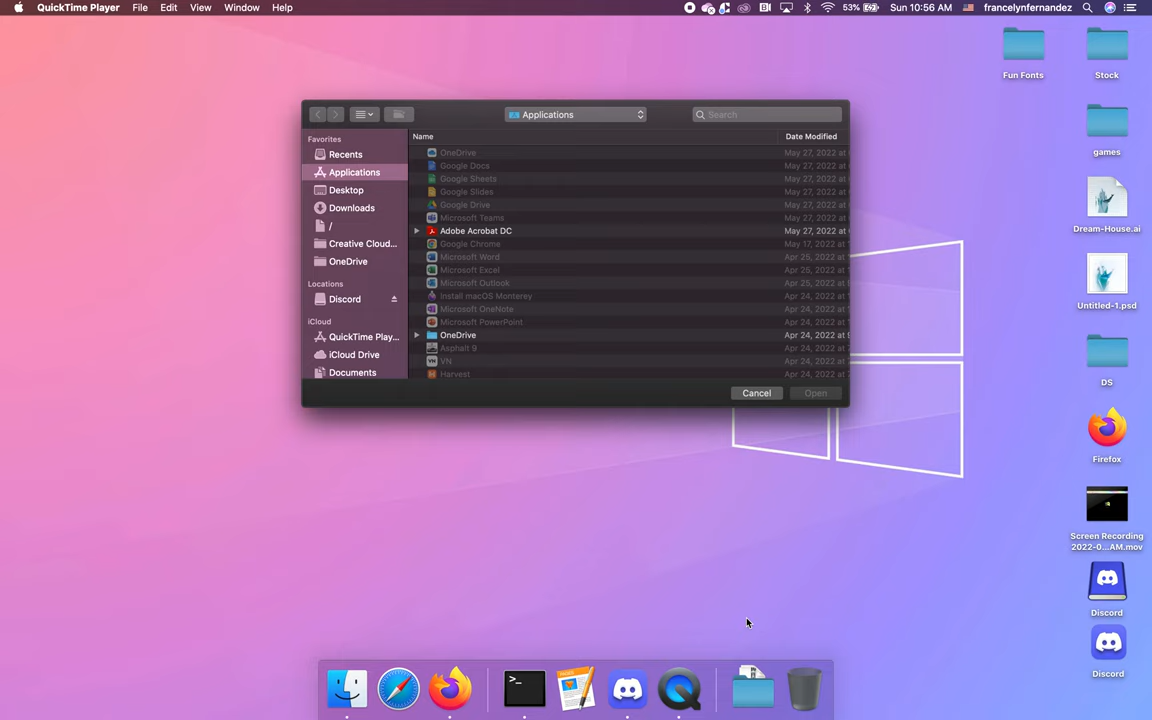 QuickTime Player File Edit View Window Help 53% Sun 10:56 AM francelynfernandez
Fun Fonts
Stock
games
Dream-House.ai
Untitled-1.psd
DS
Firefox
Screen Recording
2022-0...AM.mov
Discord
Discord
Applications
Search
Favorites
Recents
Applications
Desktop
Downloads
/
Creative Cloud...
OneDrive
Locations
Discord
iCloud
QuickTime Play...
iCloud Drive
Documents
Name Date Modified
OneDrive May 27, 2022 at
Google Docs May 27, 2022 at
Google Sheets May 27, 2022 at
Google Slides May 27, 2022 at
Google Drive May 27, 2022 at
Microsoft Teams May 27, 2022 at
Adobe Acrobat DC May 27, 2022 at
Google Chrome May 17, 2022 at
Microsoft Word Apr 25, 2022 at
Microsoft Excel Apr 25, 2022 at
Microsoft Outlook Apr 25, 2022 at
Install macOS Monterey Apr 24, 2022 at
Microsoft OneNote Apr 24, 2022 at
Microsoft PowerPoint Apr 24, 2022 at
OneDrive Apr 24, 2022 at
Asphalt 9 Apr 24, 2022 at
VN Apr 24, 2022 at
Harvest Apr 24, 2022 at
Cancel Open